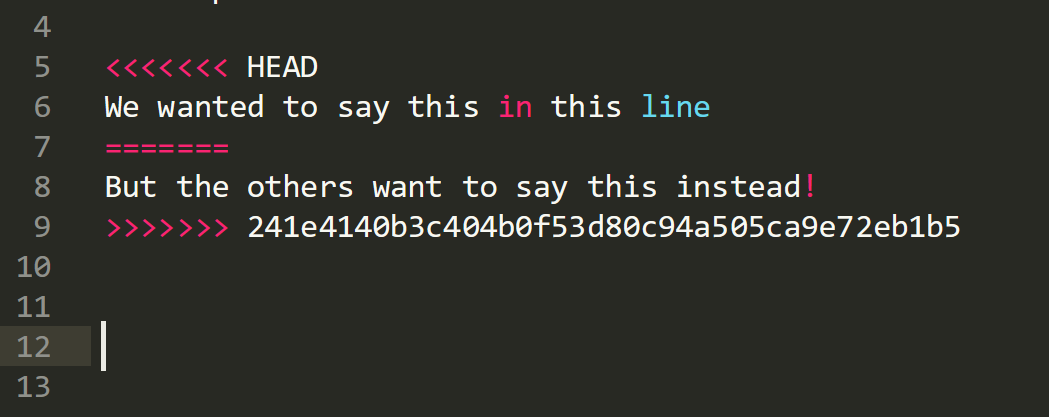 4
5 <<<<<<< HEAD
6 We wanted to say this in this line
7 =======
8 But the others want to say this instead!
9 >>>>>>> 241e4140b3c404b0f53d80c94a505ca9e72eb1b5
10
11
12
13